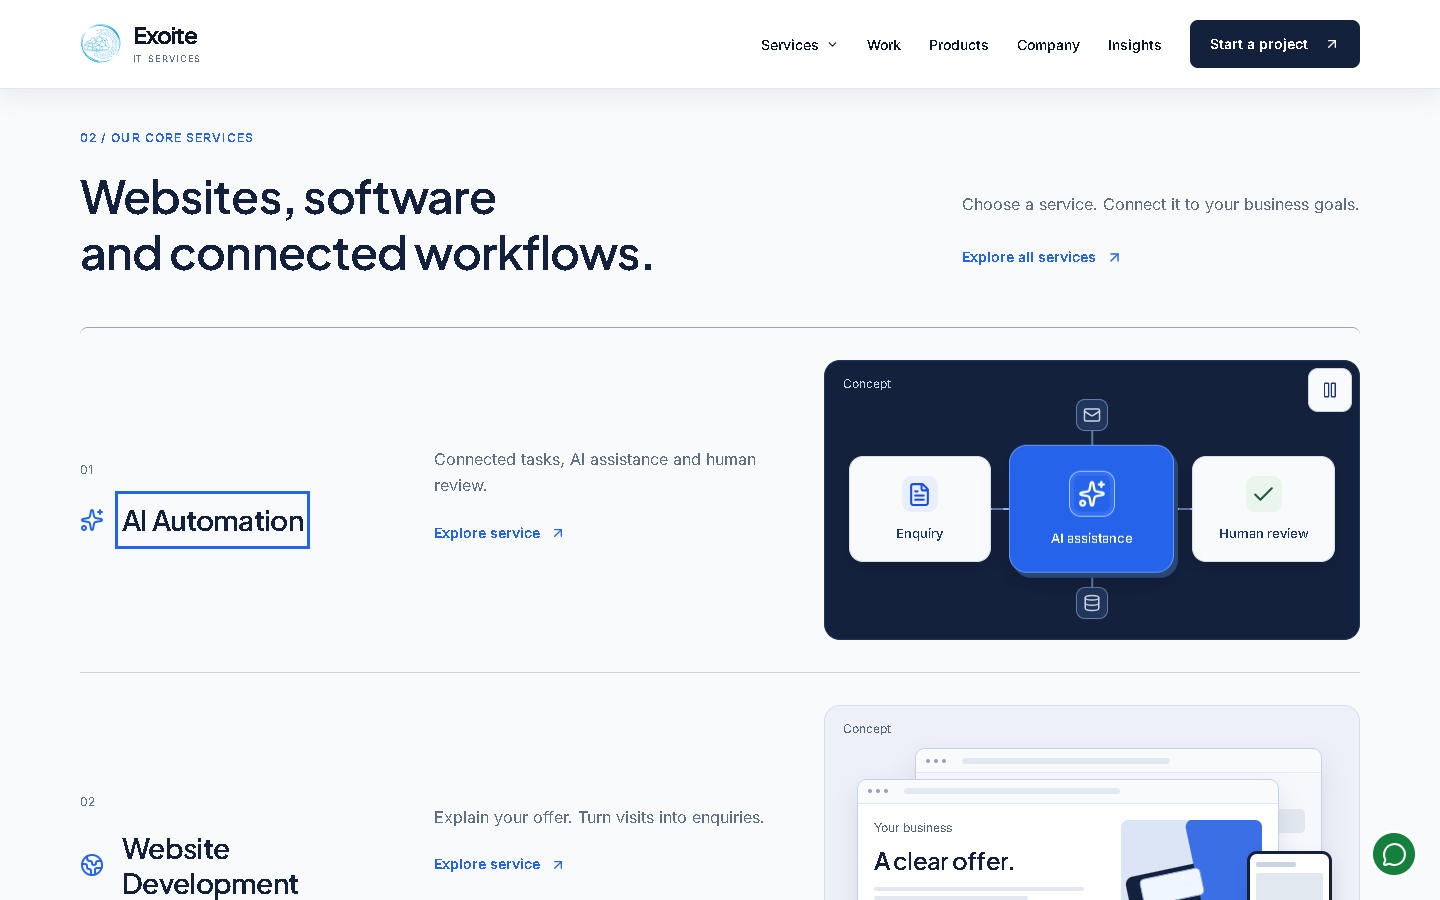 Exoite
IT SERVICES
Services
Work
Products
Company
Insights
Start a project
02 / OUR CORE SERVICES
Websites, software
and connected workflows.
Choose a service. Connect it to your business goals.
Explore all services
01
AI Automation
Connected tasks, AI assistance and human
review.
Explore service
Concept
Enquiry
AI assistance
Human review
02
Website
Development
Explain your offer. Turn visits into enquiries.
Explore service
Concept
Your business
A clear offer.